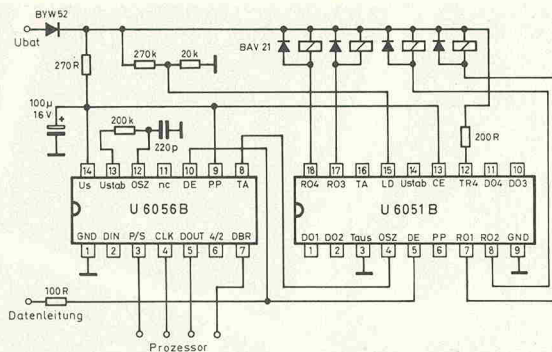 BYW 52
Ubat
270R
270k
20k
BAV 21
100µ
16V
+
200k
220p
200R
14 13 12 11 10 9 8
Us Ustab OSZ nc DE PP TA
U 6056B
GND DIN P/S CLK DOUT 4/2 DBR
1 2 3 4 5 6 7
18 17 16 15 14 13 12 11 10
RO4 RO3 TA LD Ustab CE TR4 DO4 DO3
U 6051B
DO1 DO2 Taus OSZ DE PP RO1 RO2 GND
1 2 3 4 5 6 7 8 9
100R
Datenleitung
Prozessor